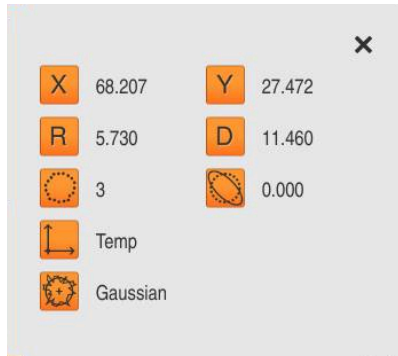 ×
X 68.207 Y 27.472
R 5.730 D 11.460
3 0.000
Temp
Gaussian